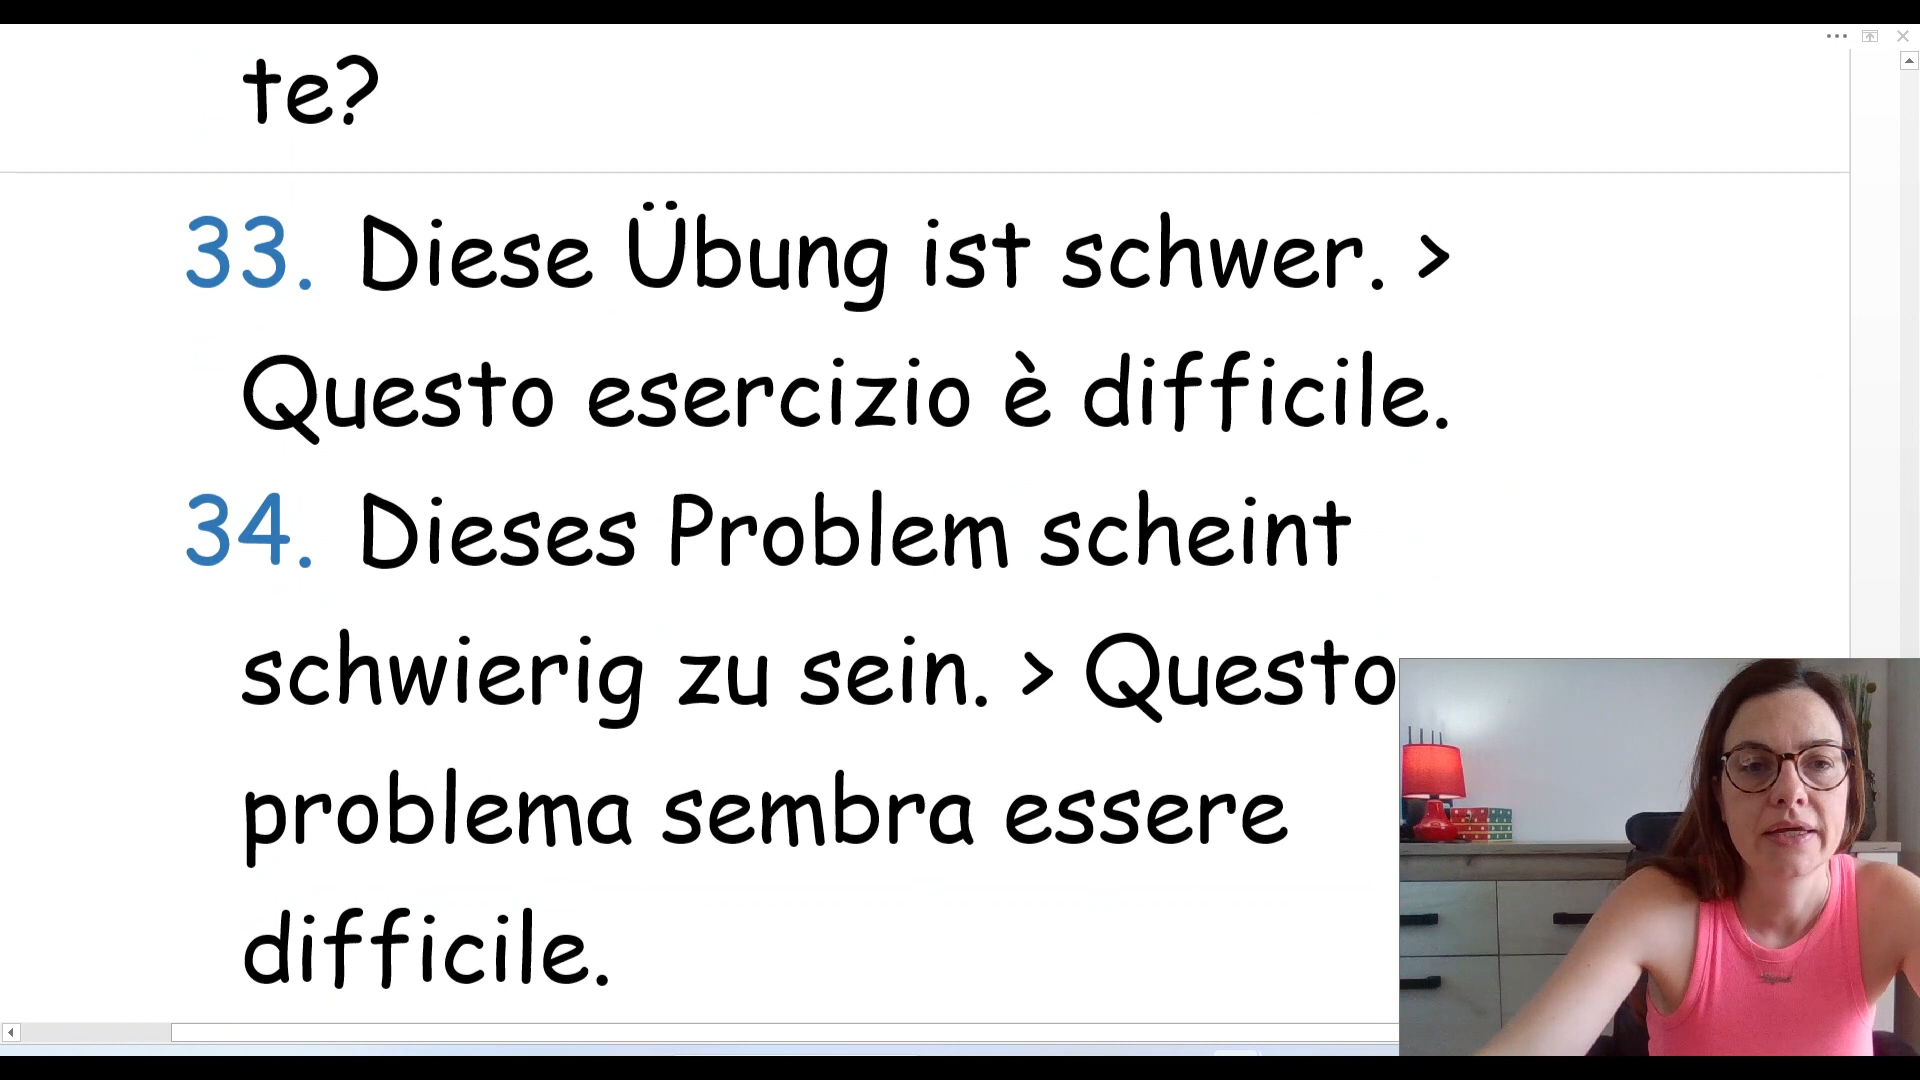 te?
33. Diese Übung ist schwer. >
Questo esercizio è difficile.
34. Dieses Problem scheint
schwierig zu sein. > Questo
problema sembra essere
difficile.